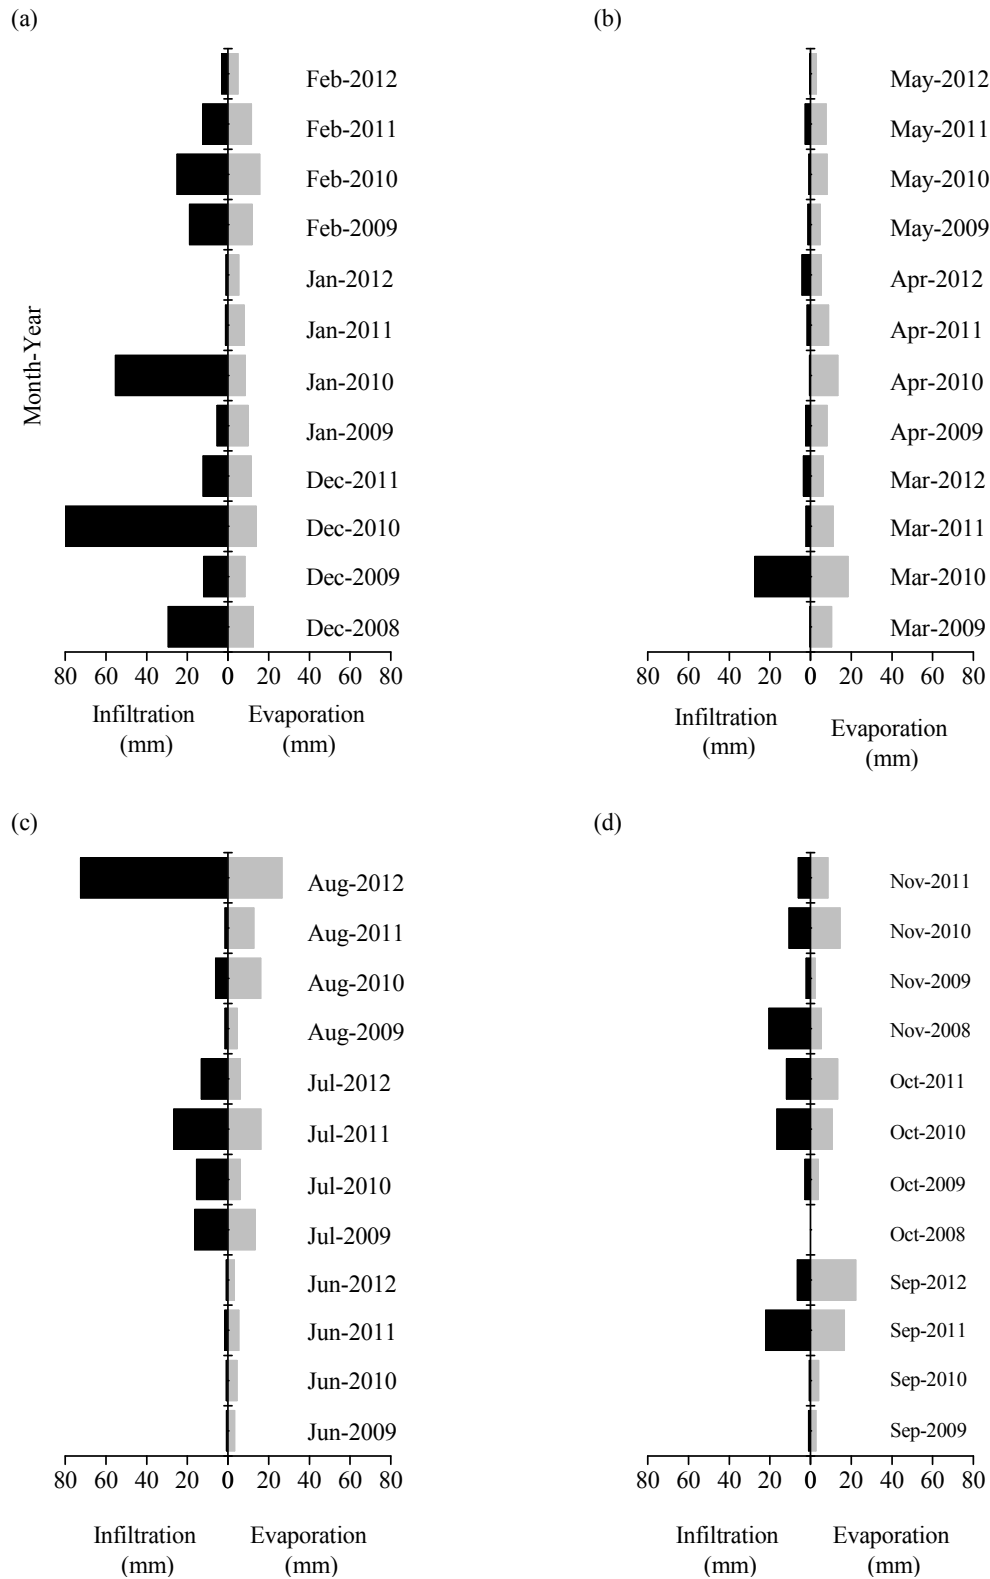 (a)
Feb-2012
Feb-2011
Feb-2010
Feb-2009
Jan-2012
Jan-2011
Jan-2010
Jan-2009
Dec-2011
Dec-2010
Dec-2009
Dec-2008
Month-Year
80 60 40 20 0 20 40 60 80
Infiltration
(mm)
Evaporation
(mm)
(b)
May-2012
May-2011
May-2010
May-2009
Apr-2012
Apr-2011
Apr-2010
Apr-2009
Mar-2012
Mar-2011
Mar-2010
Mar-2009
80 60 40 20 0 20 40 60 80
Infiltration
(mm)
Evaporation
(mm)
(c)
Aug-2012
Aug-2011
Aug-2010
Aug-2009
Jul-2012
Jul-2011
Jul-2010
Jul-2009
Jun-2012
Jun-2011
Jun-2010
Jun-2009
80 60 40 20 0 20 40 60 80
Infiltration
(mm)
Evaporation
(mm)
(d)
Nov-2011
Nov-2010
Nov-2009
Nov-2008
Oct-2011
Oct-2010
Oct-2009
Oct-2008
Sep-2012
Sep-2011
Sep-2010
Sep-2009
80 60 40 20 0 20 40 60 80
Infiltration
(mm)
Evaporation
(mm)